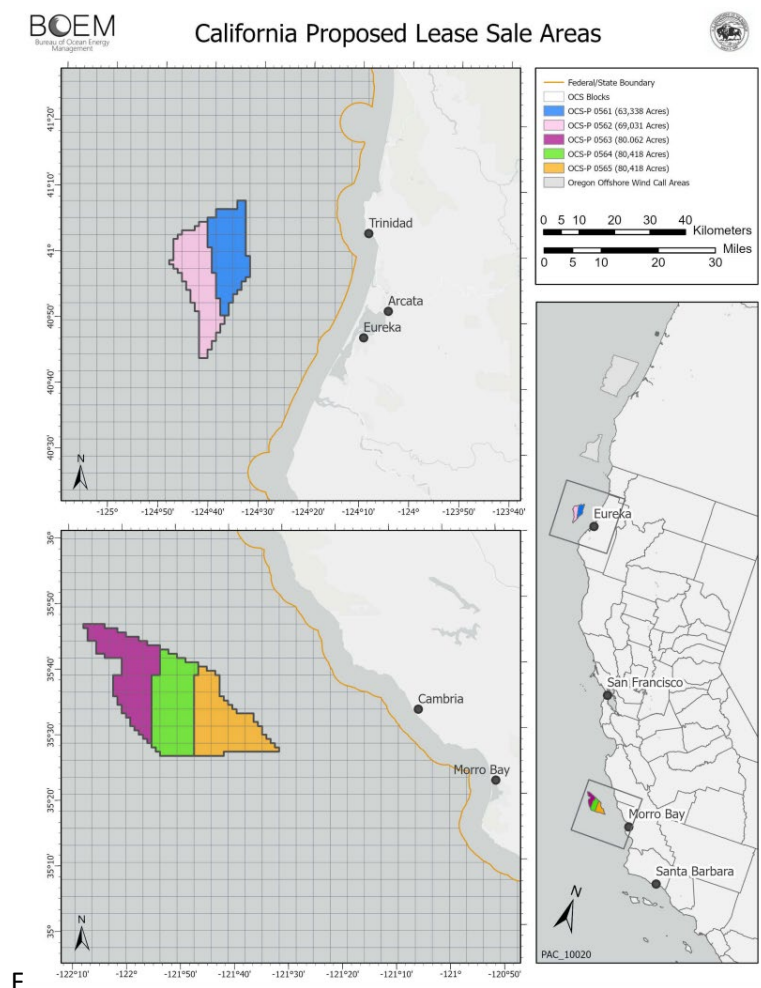 BOEM
Bureau of Ocean Energy
Management
California Proposed Lease Sale Areas
Federal/State Boundary
OCS Blocks
OCS-P 0561 (63,338 Acres)
OCS-P 0562 (69,031 Acres)
OCS-P 0563 (80.062 Acres)
OCS-P 0564 (80,418 Acres)
OCS-P 0565 (80,418 Acres)
Oregon Offshore Wind Call Areas
0 5 10 20 30 40 Kilometers
Miles
0 5 10 20 30
41°20'
41°10'
41°
40°50'
40°40'
40°30'
Trinidad
Arcata
Eureka
N
-125° -124°50' -124°40' -124°30' -124°20' -124°10' -124° -123°50' -123°40'
36°
35°50'
35°40'
35°30'
35°20'
35°10'
35°
Cambria
Morro Bay
N
-122°10' -122° -121°50' -121°40' -121°30' -121°20' -121°10' -121° -120°50'
Eureka
San Francisco
Morro Bay
Santa Barbara
N
PAC_10020
F